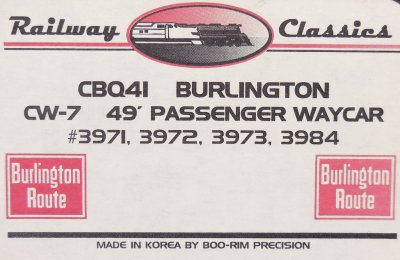 Railway Classics
CBQ41 BURLINGTON
CW-7 49' PASSENGER WAYCAR
#3971, 3972, 3973, 3984
Burlington Route
Burlington Route
MADE IN KOREA BY BOO-RIM PRECISION